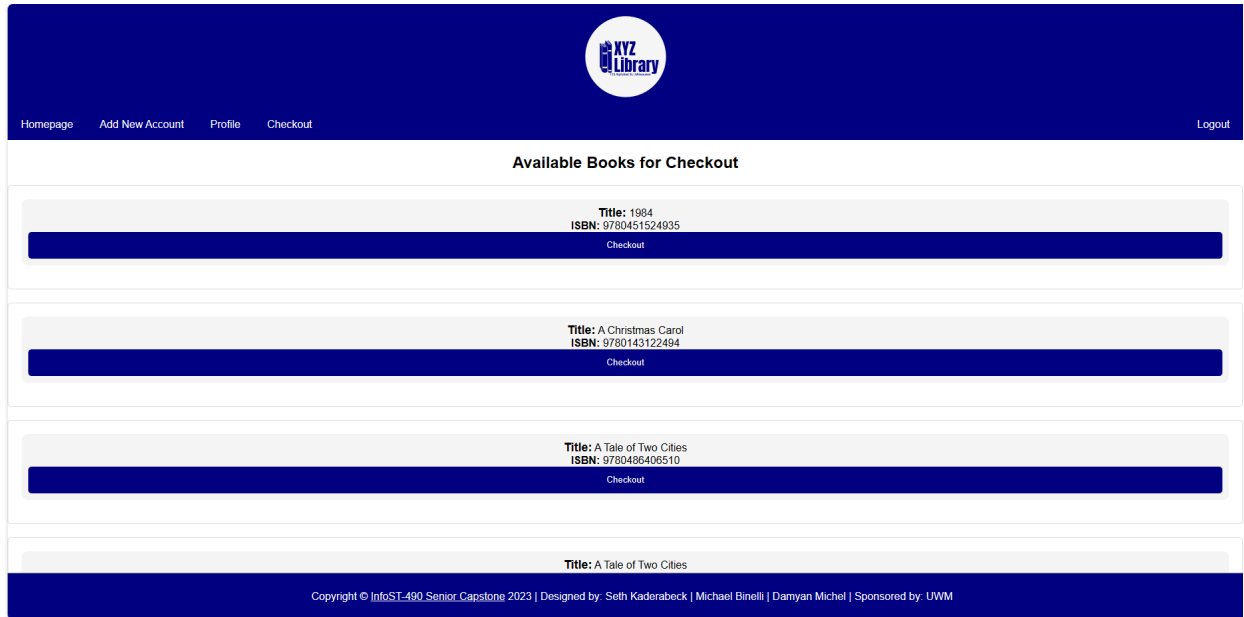 XYZ
Library
Homepage Add New Account Profile Checkout Logout
Available Books for Checkout
Title: 1984
ISBN: 9780451524935
Checkout
Title: A Christmas Carol
ISBN: 9780143122494
Checkout
Title: A Tale of Two Cities
ISBN: 9780486406510
Checkout
Title: A Tale of Two Cities
Copyright © InfoST-490 Senior Capstone 2023 | Designed by: Seth Kaderabeck | Michael Binelli | Damyan Michel | Sponsored by: UWM